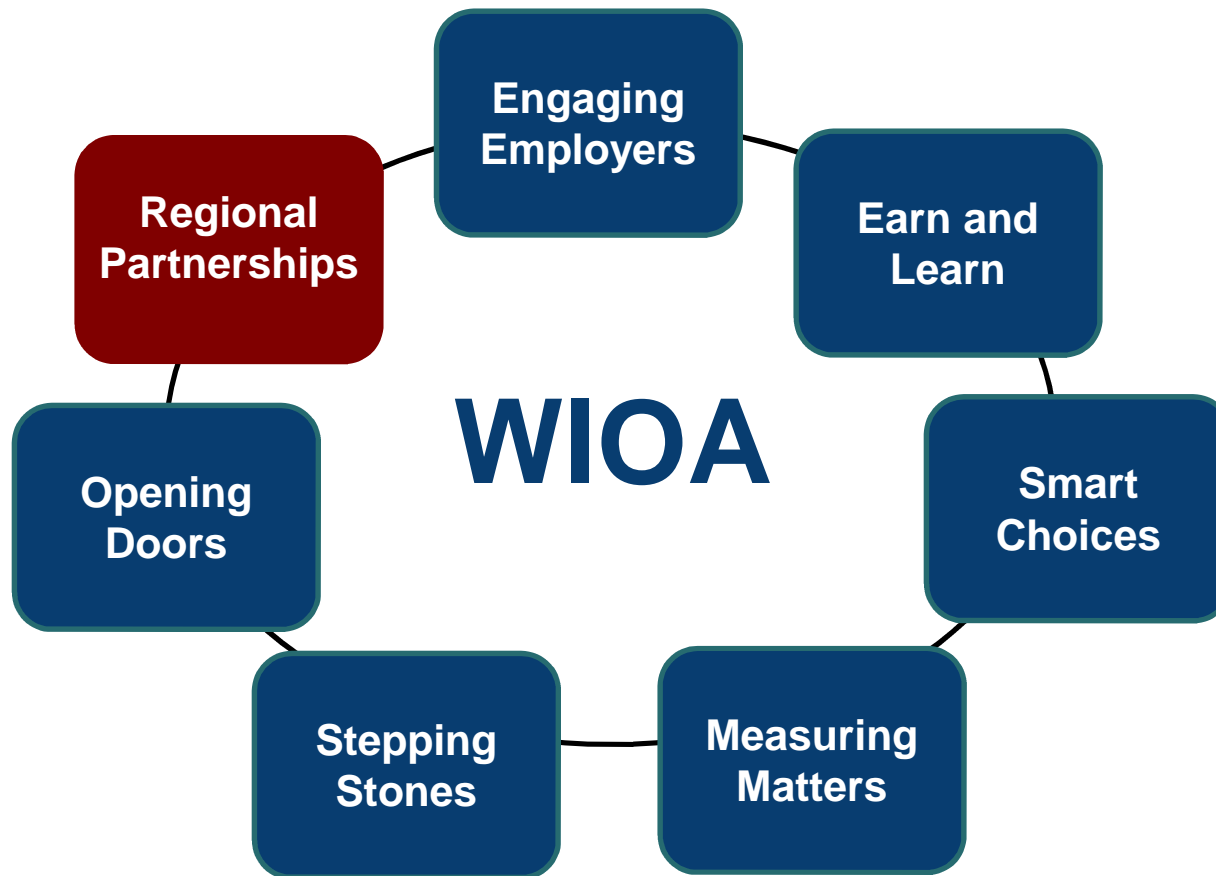 Engaging
Employers
Regional
Partnerships
Earn and
Learn
WIOA
Opening
Doors
Smart
Choices
Stepping
Stones
Measuring
Matters